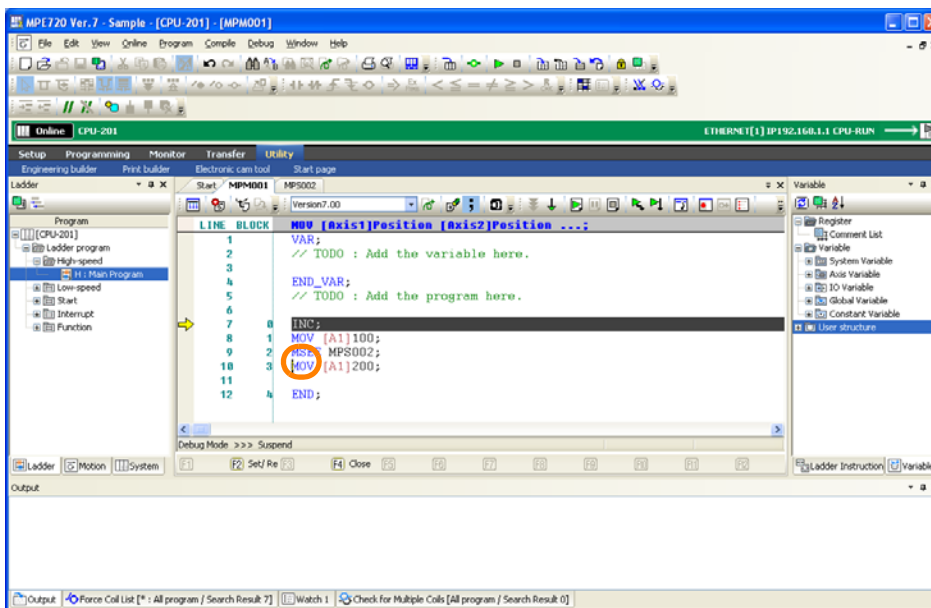 MPE720 Ver.7 - Sample - [CPU-201] - [MPM001]
File Edit View Online Program Compile Debug Window Help
Online CPU-201 ETHERNET[1] IP192.168.1.1 CPU-RUN
Setup Programming Monitor Transfer Utility
Engineering builder Print builder Electronic cam tool Start page
Ladder
Start MPM001 MPS002
Variable
Version7.00
Program
[CPU-201]
Ladder program
High-speed
H : Main Program
Low-speed
Start
Interrupt
Function
LINE BLOCK MOV [Axis1]Position [Axis2]Position ...;
1 VAR;
2 // TODO : Add the variable here.
3
4 END_VAR;
5 // TODO : Add the program here.
6
7 0 INC;
8 1 MOV [A1]100;
9 2 MSEE MPS002;
10 3 MOV [A1]200;
11
12 4 END;
Register
Comment List
Variable
System Variable
Axis Variable
IO Variable
Global Variable
Constant Variable
User structure
Debug Mode >>> Suspend
Ladder Motion System
F1 F2 Set/Re F3 F4 Close F5 F6 F7 F8 F9
Ladder Instruction Variable
Output
Output Force Coil List [* : All program / Search Result 7] Watch 1 Check for Multiple Coils [All program / Search Result 0]